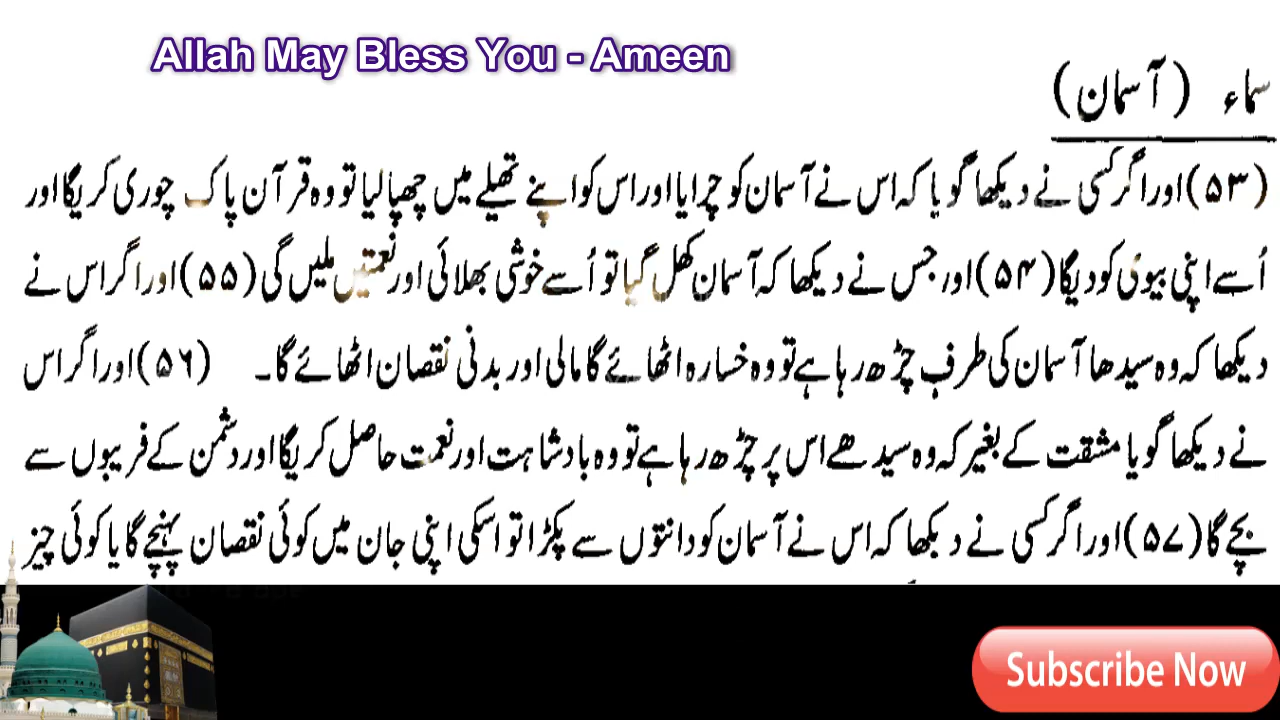 Allah May Bless You - Ameen
سماء (آسمان)
(۵۳) اور اگر کسی نے دیکھا گویا کہ اس نے آسمان کو چرایا اور اس کو اپنے تھیلے میں چھپالیا تو وہ قرآن پاک چوری کریگا اور
اُسے اپنی بیوی کو دیگا (۵۴) اور جس نے دیکھا کہ آسمان کھل گیا تو اُسے خوشی بھلائی اور نعمتیں ملیں گی (۵۵) اور اگر اس نے
دیکھا کہ وہ سیدھا آسمان کی طرف چڑھ رہا ہے تو وہ خسارہ اٹھائے گا مالی اور بدنی نقصان اٹھائے گا۔ (۵۶) اور اگر اس
نے دیکھا گویا مشقت کے بغیر کہ وہ سیدھے اس پر چڑھ رہا ہے تو وہ بادشاہت اور نعمت حاصل کریگا اور دشمن کے فریبوں سے
بچے گا (۵۷) اور اگر کسی نے دیکھا کہ اس نے آسمان کو دانتوں سے پکڑا تو اسکی اپنی جان میں کوئی نقصان پہنچے گا یا کوئی چیز
Subscribe Now